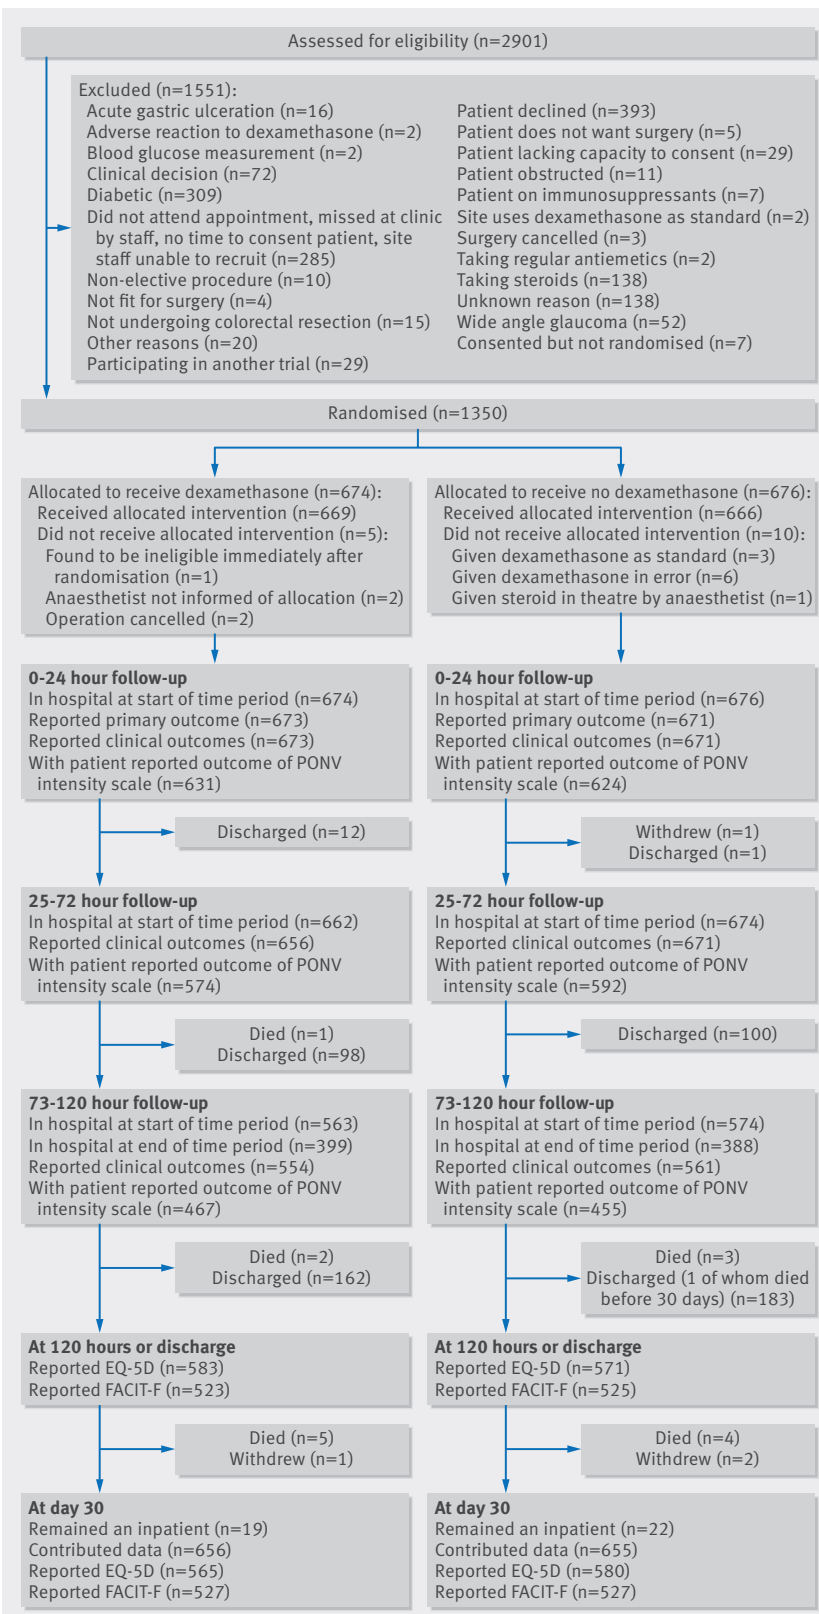 Assessed for eligibility (n=2901)
Excluded (n=1551):
Acute gastric ulceration (n=16)
Adverse reaction to dexamethasone (n=2)
Blood glucose measurement (n=2)
Clinical decision (n=72)
Diabetic (n=309)
Did not attend appointment, missed at clinic
by staff, no time to consent patient, site
staff unable to recruit (n=285)
Non-elective procedure (n=10)
Not fit for surgery (n=4)
Not undergoing colorectal resection (n=15)
Other reasons (n=20)
Participating in another trial (n=29)
Patient declined (n=393)
Patient does not want surgery (n=5)
Patient lacking capacity to consent (n=29)
Patient obstructed (n=11)
Patient on immunosuppressants (n=7)
Site uses dexamethasone as standard (n=2)
Surgery cancelled (n=3)
Taking regular antiemetics (n=2)
Taking steroids (n=138)
Unknown reason (n=138)
Wide angle glaucoma (n=52)
Consented but not randomised (n=7)
Randomised (n=1350)
Allocated to receive dexamethasone (n=674):
Received allocated intervention (n=669)
Did not receive allocated intervention (n=5):
Found to be ineligible immediately after
randomisation (n=1)
Anaesthetist not informed of allocation (n=2)
Operation cancelled (n=2)
Allocated to receive no dexamethasone (n=676):
Received allocated intervention (n=666)
Did not receive allocated intervention (n=10):
Given dexamethasone as standard (n=3)
Given dexamethasone in error (n=6)
Given steroid in theatre by anaesthetist (n=1)
0-24 hour follow-up
In hospital at start of time period (n=674)
Reported primary outcome (n=673)
Reported clinical outcomes (n=673)
With patient reported outcome of PONV
intensity scale (n=631)
0-24 hour follow-up
In hospital at start of time period (n=676)
Reported primary outcome (n=671)
Reported clinical outcomes (n=671)
With patient reported outcome of PONV
intensity scale (n=624)
Discharged (n=12)
Withdrew (n=1)
Discharged (n=1)
25-72 hour follow-up
In hospital at start of time period (n=662)
Reported clinical outcomes (n=656)
With patient reported outcome of PONV
intensity scale (n=574)
25-72 hour follow-up
In hospital at start of time period (n=674)
Reported clinical outcomes (n=671)
With patient reported outcome of PONV
intensity scale (n=592)
Died (n=1)
Discharged (n=98)
Discharged (n=100)
73-120 hour follow-up
In hospital at start of time period (n=563)
In hospital at end of time period (n=399)
Reported clinical outcomes (n=554)
With patient reported outcome of PONV
intensity scale (n=467)
73-120 hour follow-up
In hospital at start of time period (n=574)
In hospital at end of time period (n=388)
Reported clinical outcomes (n=561)
With patient reported outcome of PONV
intensity scale (n=455)
Died (n=2)
Discharged (n=162)
Died (n=3)
Discharged (1 of whom died
before 30 days) (n=183)
At 120 hours or discharge
Reported EQ-5D (n=583)
Reported FACIT-F (n=523)
At 120 hours or discharge
Reported EQ-5D (n=571)
Reported FACIT-F (n=525)
Died (n=5)
Withdrew (n=1)
Died (n=4)
Withdrew (n=2)
At day 30
Remained an inpatient (n=19)
Contributed data (n=656)
Reported EQ-5D (n=565)
Reported FACIT-F (n=527)
At day 30
Remained an inpatient (n=22)
Contributed data (n=655)
Reported EQ-5D (n=580)
Reported FACIT-F (n=527)